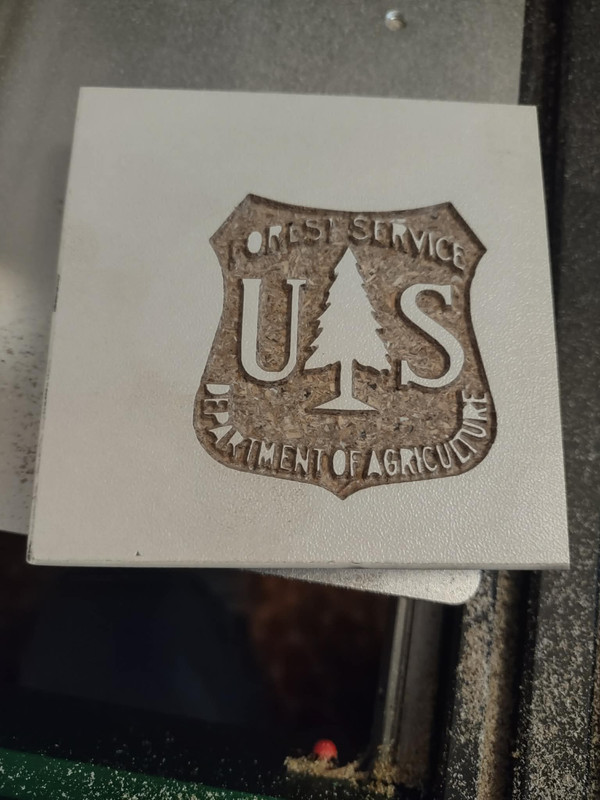 FOREST SERVICE
U S
DEPARTMENT OF AGRICULTURE